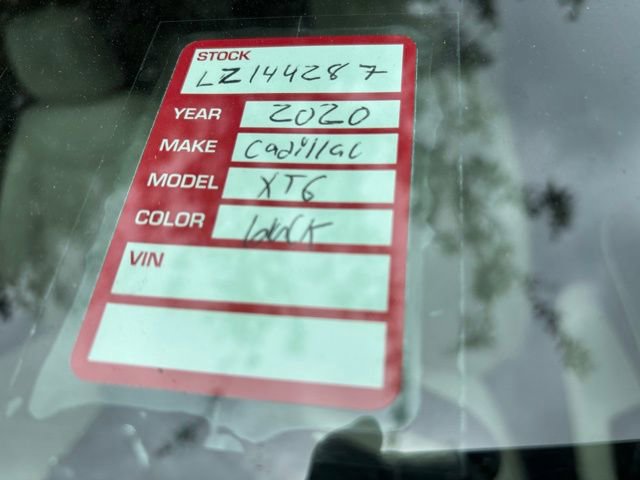 STOCK
LZ144287
YEAR 2020
MAKE Cadillac
MODEL XT6
COLOR black
VIN